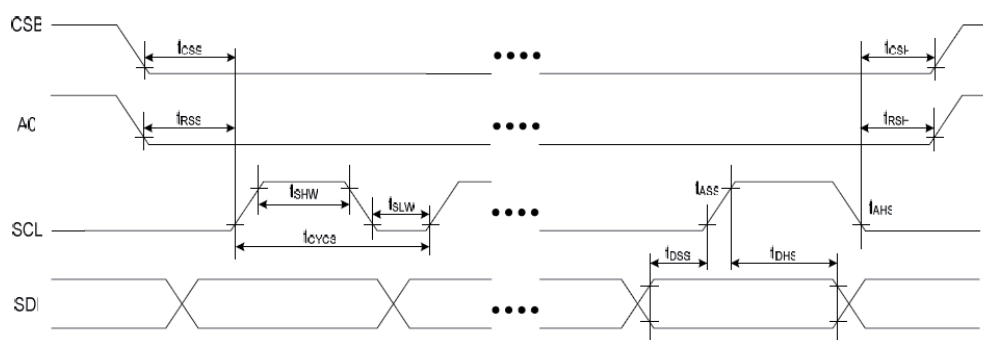 CSB
tCSS
tCSH
A0
tRSS
tRSH
tSHW
tASS
tSLW
tAHS
SCL
tCYCS
tDSS
tDHS
SDI